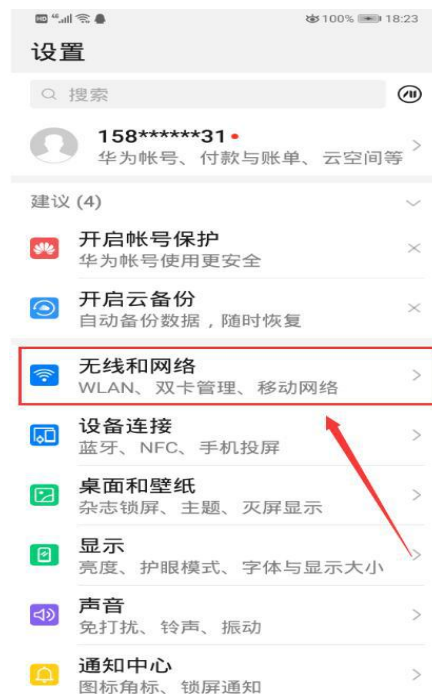 HD 4G 100% 18:23
设置
搜索
158******31
华为帐号、付款与账单、云空间等
建议 (4)
开启帐号保护
华为帐号使用更安全
开启云备份
自动备份数据，随时恢复
无线和网络
WLAN、双卡管理、移动网络
设备连接
蓝牙、NFC、手机投屏
桌面和壁纸
杂志锁屏、主题、灭屏显示
显示
亮度、护眼模式、字体与显示大小
声音
免打扰、铃声、振动
通知中心
图标角标、锁屏通知